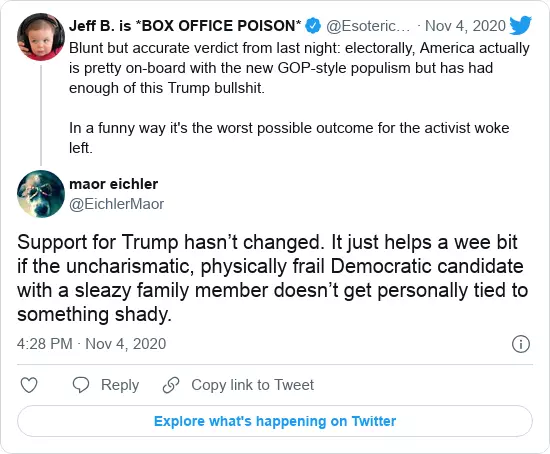 Jeff B. is *BOX OFFICE POISON* @Esoteric... · Nov 4, 2020
Blunt but accurate verdict from last night: electorally, America actually
is pretty on-board with the new GOP-style populism but has had
enough of this Trump bullshit.
In a funny way it's the worst possible outcome for the activist woke
left.
maor eichler
@EichlerMaor
Support for Trump hasn't changed. It just helps a wee bit
if the uncharismatic, physically frail Democratic candidate
with a sleazy family member doesn't get personally tied to
something shady.
4:28 PM · Nov 4, 2020
Reply Copy link to Tweet
Explore what's happening on Twitter